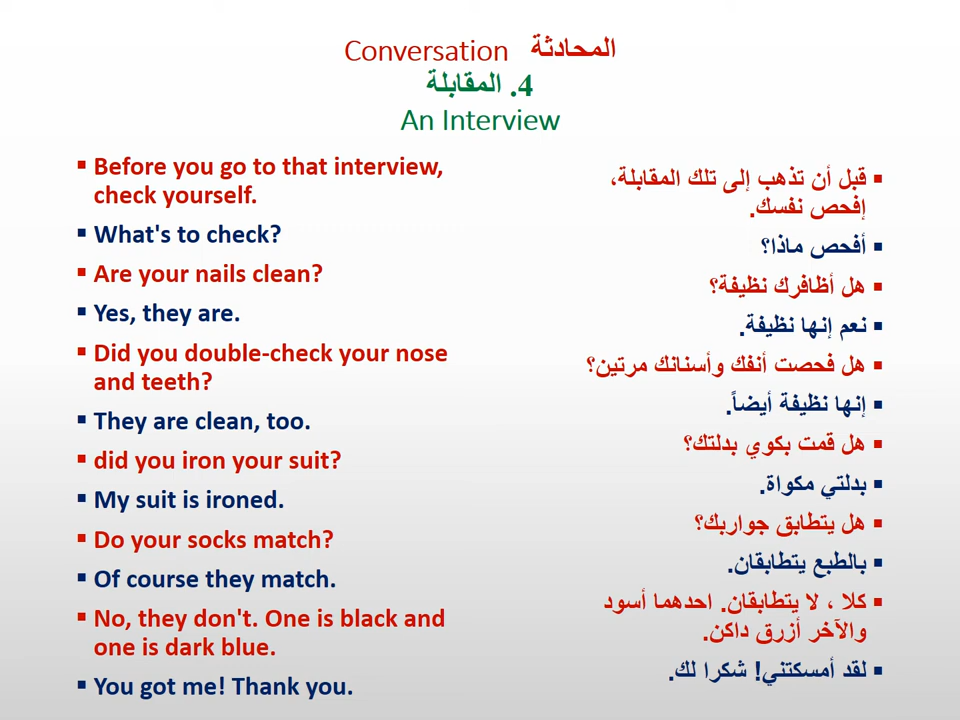 Conversation المحادثة
4. المقابلة
An Interview
▪ Before you go to that interview,
check yourself.
▪ What's to check?
▪ Are your nails clean?
▪ Yes, they are.
▪ Did you double-check your nose
and teeth?
▪ They are clean, too.
▪ did you iron your suit?
▪ My suit is ironed.
▪ Do your socks match?
▪ Of course they match.
▪ No, they don't. One is black and
one is dark blue.
▪ You got me! Thank you.
▪ قبل أن تذهب إلى تلك المقابلة،
إفحص نفسك.
▪ أفحص ماذا؟
▪ هل أظافرك نظيفة؟
▪ نعم إنها نظيفة.
▪ هل فحصت أنفك وأسنانك مرتين؟
▪ إنها نظيفة أيضاً.
▪ هل قمت بكوي بدلتك؟
▪ بدلتي مكواة.
▪ هل يتطابق جواربك؟
▪ بالطبع يتطابقان.
▪ كلا ، لا يتطابقان. احدهما أسود
والآخر أزرق داكن.
▪ لقد أمسكتني! شكرا لك.